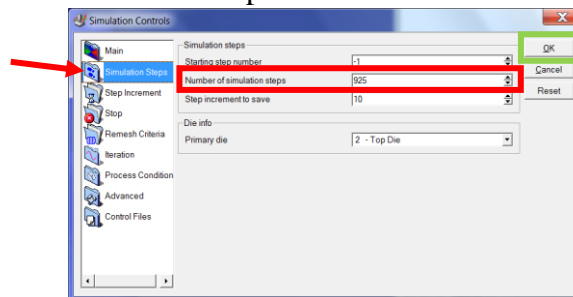 Simulation Controls
Main
Simulation Steps
Step Increment
Stop
Remesh Criteria
Iteration
Process Condition
Advanced
Control Files
Simulation steps
Starting step number -1
Number of simulation steps 925
Step increment to save 10
Die info
Primary die 2 - Top Die
OK
Cancel
Reset